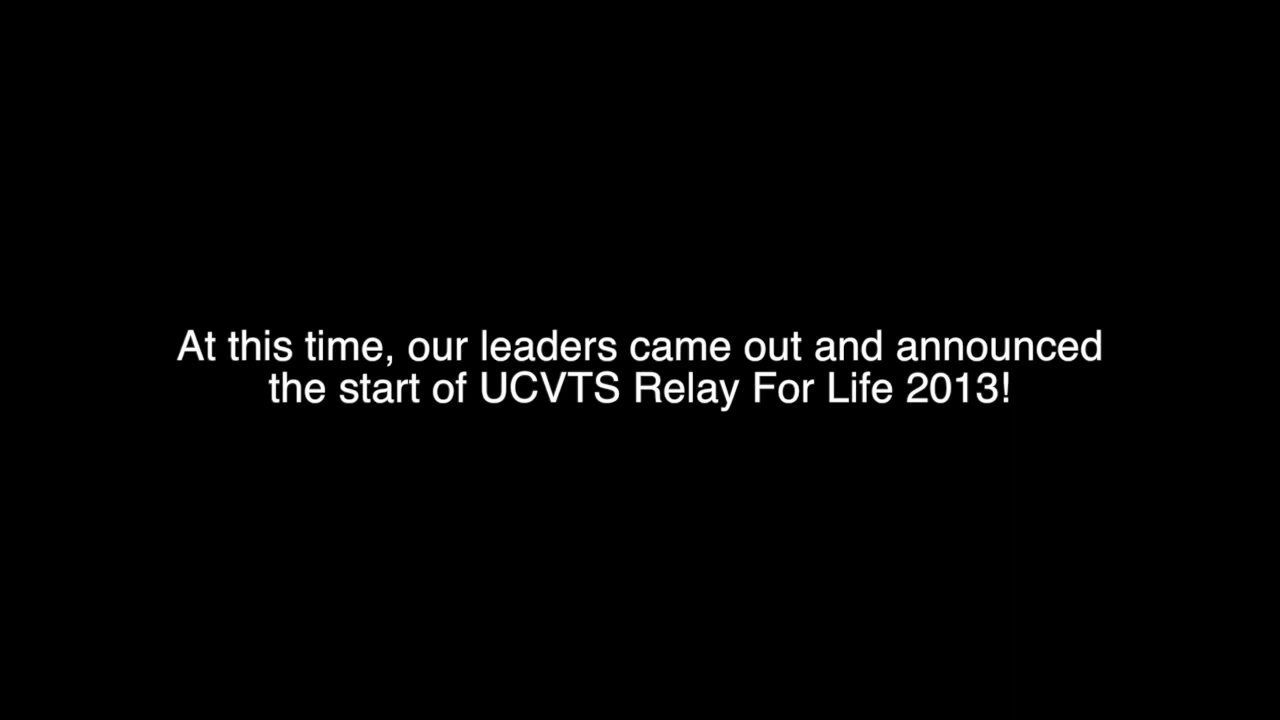 At this time, our leaders came out and announced
the start of UCVTS Relay For Life 2013!